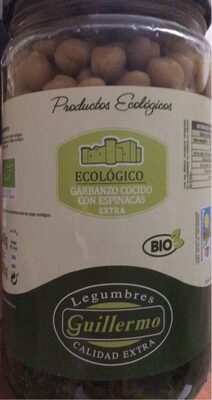 Productos Ecológicos
ECOLÓGICO
GARBANZO COCIDO
CON ESPINACAS
EXTRA
BIO
Legumbres
Guillermo
CALIDAD EXTRA